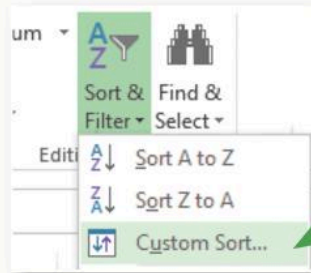 um
Sort & Find &
Filter Select
Editi
Sort A to Z
Sort Z to A
Custom Sort...